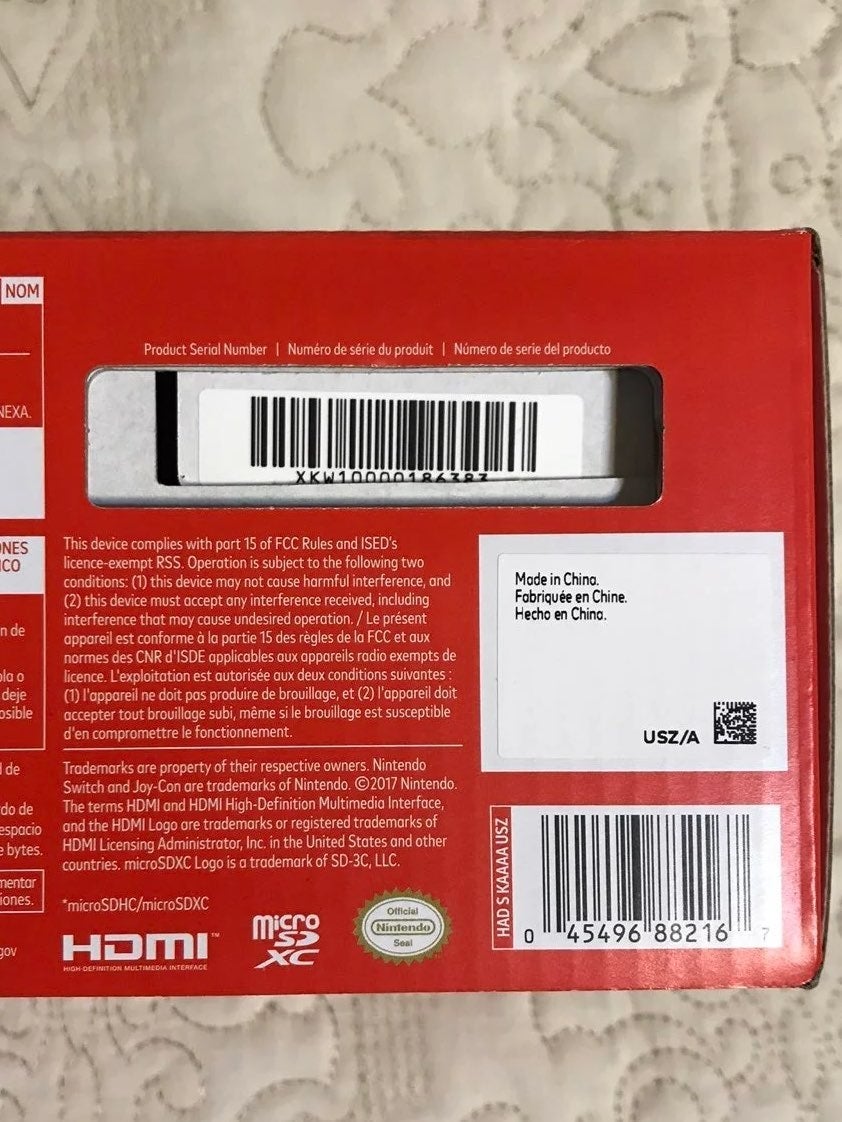 NOM
NEXA.
NES
CO
n de
ola o
deje
osible
l de
do de
espacio
e bytes.
mentar
iones.
gov
Product Serial Number | Numéro de série du produit | Número de serie del producto
XKW10000186383
This device complies with part 15 of FCC Rules and ISED's
licence-exempt RSS. Operation is subject to the following two
conditions: (1) this device may not cause harmful interference, and
(2) this device must accept any interference received, including
interference that may cause undesired operation. / Le présent
appareil est conforme à la partie 15 des règles de la FCC et aux
normes des CNR d'ISDE applicables aux appareils radio exempts de
licence. L'exploitation est autorisée aux deux conditions suivantes :
(1) l'appareil ne doit pas produire de brouillage, et (2) l'appareil doit
accepter tout brouillage subi, même si le brouillage est susceptible
d'en compromettre le fonctionnement.
Trademarks are property of their respective owners. Nintendo
Switch and Joy-Con are trademarks of Nintendo. ©2017 Nintendo.
The terms HDMI and HDMI High-Definition Multimedia Interface,
and the HDMI Logo are trademarks or registered trademarks of
HDMI Licensing Administrator, Inc. in the United States and other
countries. microSDXC Logo is a trademark of SD-3C, LLC.
*microSDHC/microSDXC
HDMI™
HIGH-DEFINITION MULTIMEDIA INTERFACE
Micro
SD
XC
Official
Nintendo
Seal
Made in China.
Fabriquée en Chine.
Hecho en China.
USZ/A
HAD S KAAAA USZ
0 45496 88216 7